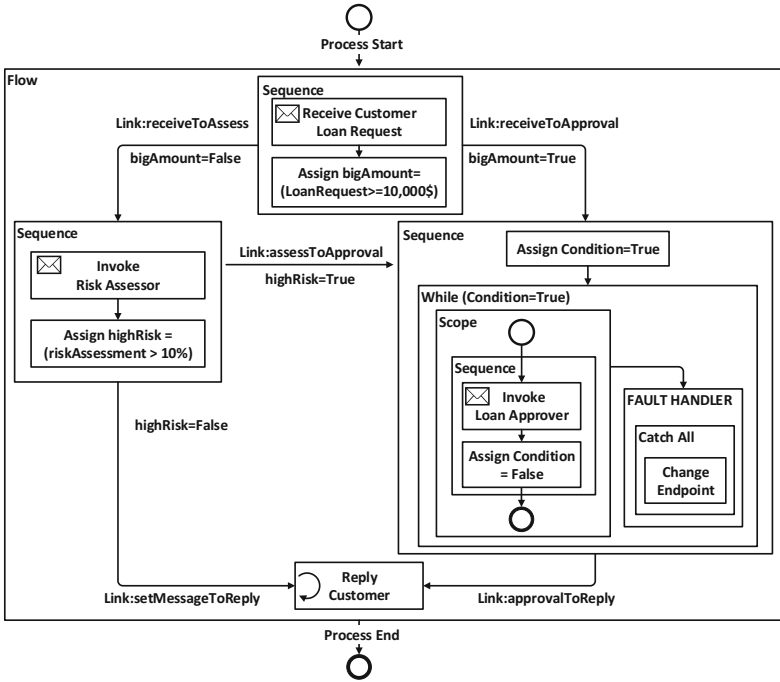 Process Start
Flow
Sequence
Receive Customer
Loan Request
Assign bigAmount=
(LoanRequest>=10,000$)
Link:receiveToAssess
bigAmount=False
Link:receiveToApproval
bigAmount=True
Sequence
Invoke
Risk Assessor
Assign highRisk =
(riskAssessment > 10%)
Link:assessToApproval
highRisk=True
Sequence
Assign Condition=True
While (Condition=True)
Scope
Sequence
Invoke
Loan Approver
Assign Condition
= False
FAULT HANDLER
Catch All
Change
Endpoint
highRisk=False
Reply
Customer
Link:setMessageToReply
Link:approvalToReply
Process End